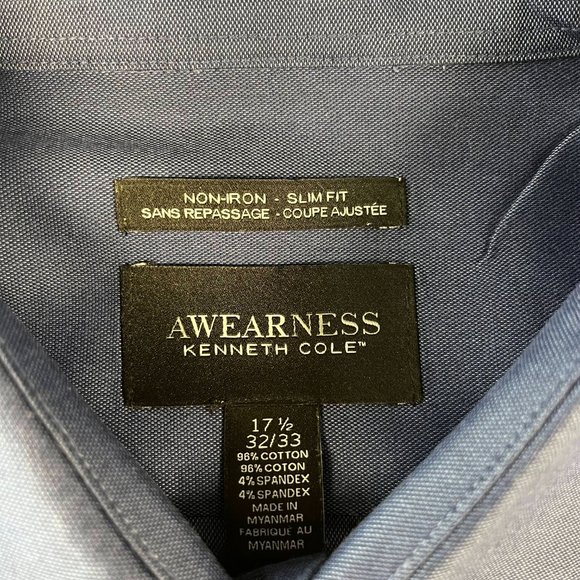 NON-IRON - SLIM FIT
SANS REPASSAGE - COUPE AJUSTÉE
AWEARNESS
KENNETH COLE™
17 ½
32/33
96% COTTON
96% COTON
4% SPANDEX
4% SPANDEX
MADE IN
MYANMAR
FABRIQUÉ AU
MYANMAR